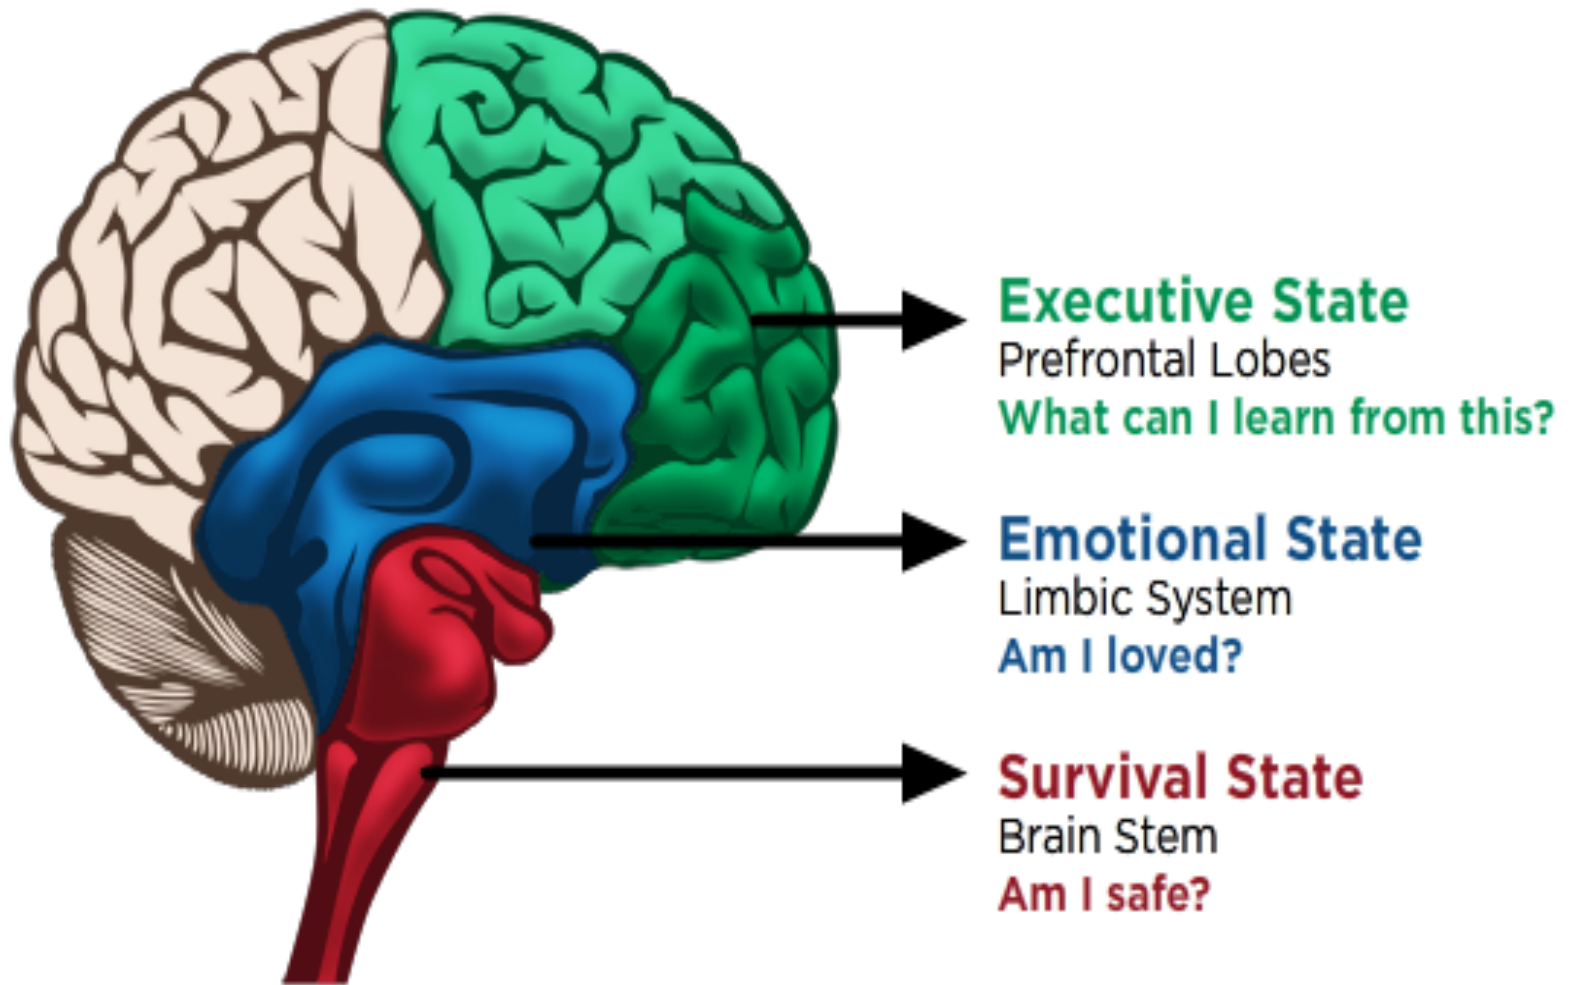 Executive State
Prefrontal Lobes
What can I learn from this?
Emotional State
Limbic System
Am I loved?
Survival State
Brain Stem
Am I safe?